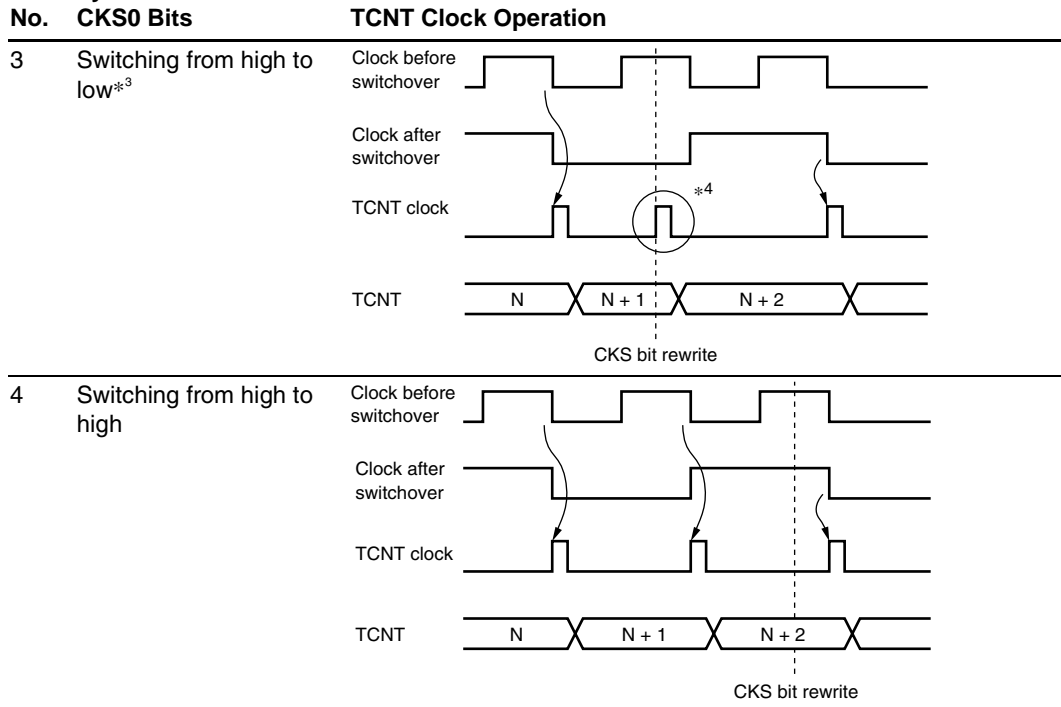 No. CKS0 Bits TCNT Clock Operation
3 Switching from high to low*3
Clock before switchover
Clock after switchover
*4
TCNT clock
TCNT N N + 1 N + 2
CKS bit rewrite
4 Switching from high to high
Clock before switchover
Clock after switchover
TCNT clock
TCNT N N + 1 N + 2
CKS bit rewrite